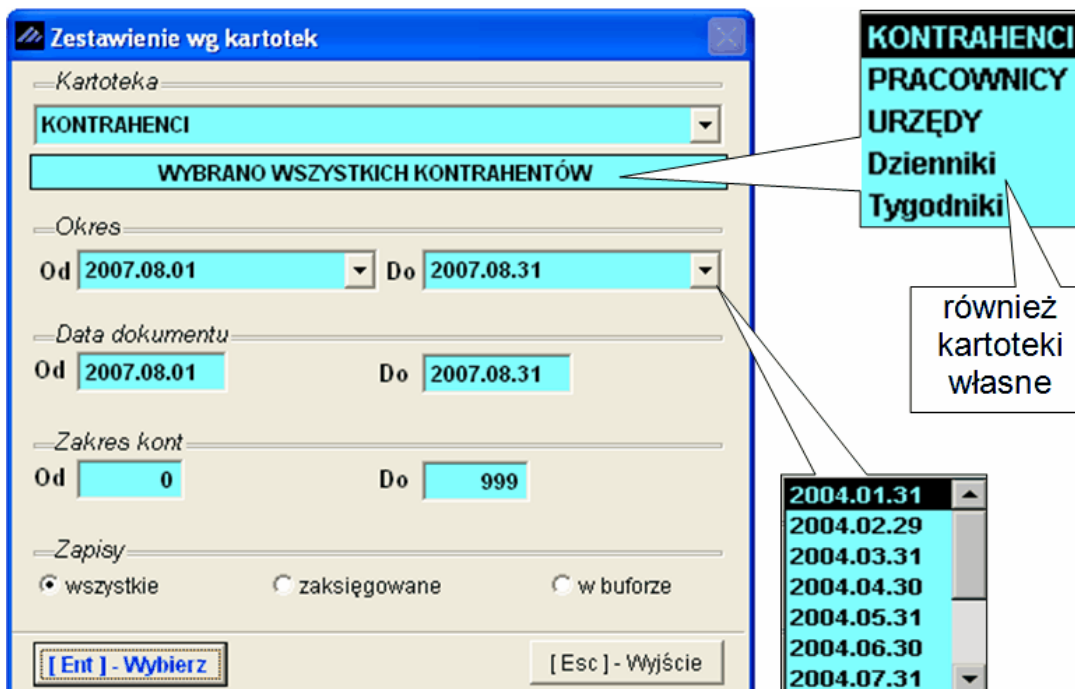 Zestawienie wg kartotek
Kartoteka
KONTRAHENCI
WYBRANO WSZYSTKICH KONTRAHENTÓW
Okres
Od 2007.08.01 Do 2007.08.31
Data dokumentu
Od 2007.08.01 Do 2007.08.31
Zakres kont
Od 0 Do 999
Zapisy
wszystkie zaksięgowane w buforze
[ Ent ] - Wybierz [ Esc ] - Wyjście
KONTRAHENCI
PRACOWNICY
URZĘDY
Dzienniki
Tygodniki
również
kartoteki
własne
2004.01.31
2004.02.29
2004.03.31
2004.04.30
2004.05.31
2004.06.30
2004.07.31